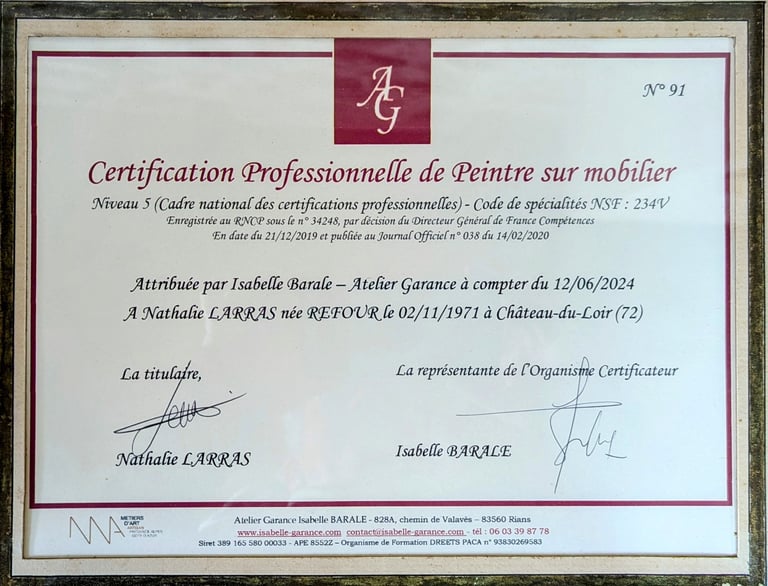 AG
N° 91
Certification Professionnelle de Peintre sur mobilier
Niveau 5 (Cadre national des certifications professionnelles) - Code de spécialités NSF : 234V
Enregistrée au RNCP sous le n° 34248, par décision du Directeur Général de France Compétences
En date du 21/12/2019 et publiée au Journal Officiel n° 038 du 14/02/2020
Attribuée par Isabelle Barale – Atelier Garance à compter du 12/06/2024
A Nathalie LARRAS née REFOUR le 02/11/1971 à Château-du-Loir (72)
La titulaire,
Nathalie LARRAS
La représentante de l'Organisme Certificateur
Isabelle BARALE
METIERS
D'ART
Atelier Garance Isabelle BARALE - 828A, chemin de Valavès – 83560 Rians
www.isabelle-garance.com contact@isabelle-garance.com - tél : 06 03 39 87 78
Siret 389 165 580 00033 - APE 8552Z – Organisme de Formation DREETS PACA n° 93830269583